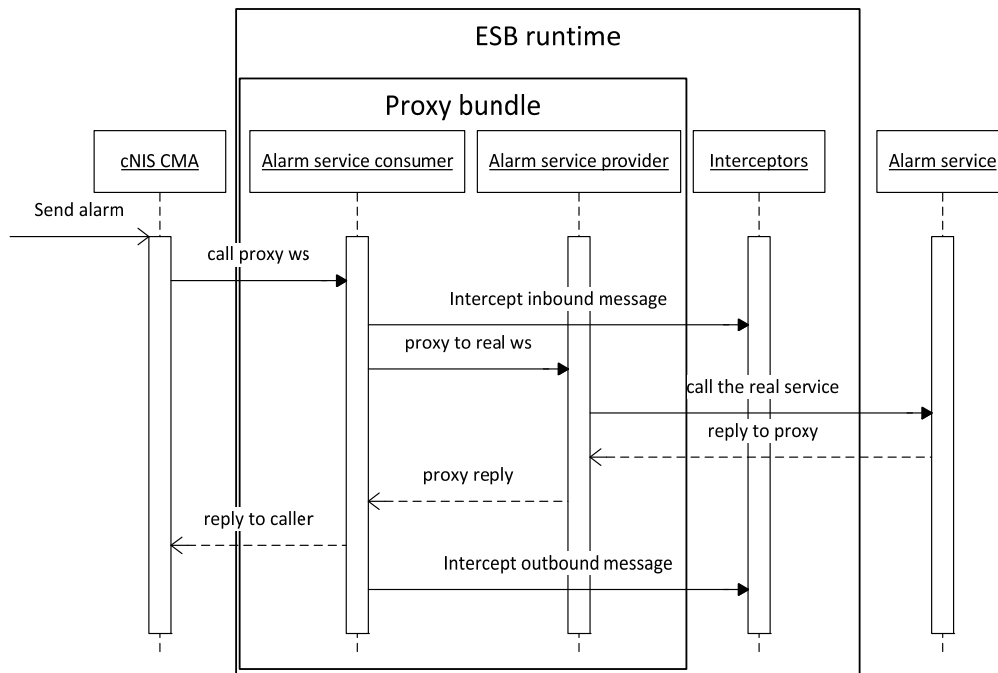 ESB runtime
Proxy bundle
cNIS CMA
Alarm service consumer
Alarm service provider
Interceptors
Alarm service
Send alarm
call proxy ws
Intercept inbound message
proxy to real ws
call the real service
reply to proxy
proxy reply
reply to caller
Intercept outbound message